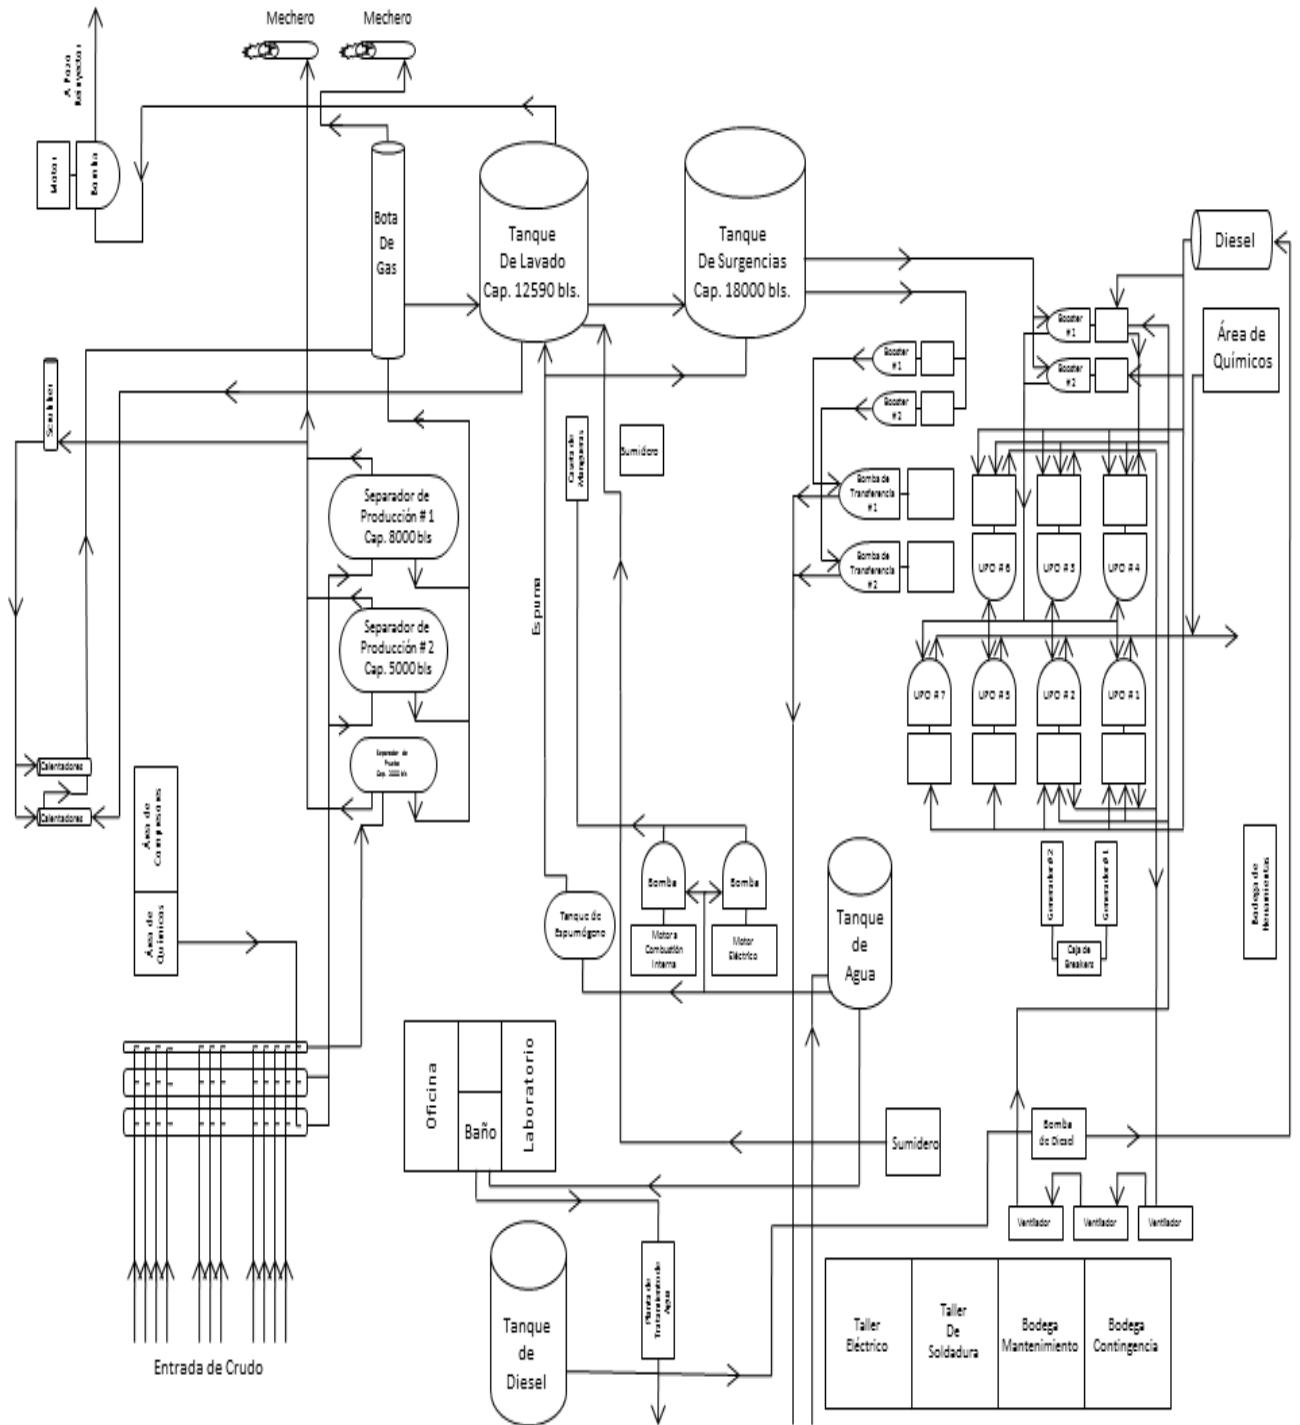 Mechero
Mechero
A Pozo
Reinyector
Motor
Bomba
Bota
De
Gas
Tanque
De Lavado
Cap. 12590 bls.
Tanque
De Surgencias
Cap. 18000 bls.
Diesel
Área de
Químicos
Booster
# 1
Booster
# 2
Booster
# 1
Booster
# 2
Scrubber
Caseta de
Mangueras
Sumidero
Separador de
Producción # 1
Cap. 8000 bls
Bomba de
Transferencia
# 1
Bomba de
Transferencia
# 2
UPO # 6
UPO # 3
UPO # 4
Separador de
Producción # 2
Cap. 5000 bls
Espuma
UPO # 7
UPO # 5
UPO # 2
UPO # 1
Separador de
Prueba
Calentadores
Calentadores
Área de
Compresores
Área de
Químicos
Bomba
Bomba
Tanque de
Espumógeno
Motor a
Combustión
Interna
Motor
Eléctrico
Tanque
de
Agua
Generador # 2
Generador # 1
Caja de
Breakers
Bodega de
Herramientas
Oficina
Baño
Laboratorio
Sumidero
Bomba
de Diesel
Ventilador
Ventilador
Ventilador
Planta de
Tratamiento de
Agua
Tanque
de
Diesel
Taller
Eléctrico
Taller
De
Soldadura
Bodega
Mantenimiento
Bodega
Contingencia
Entrada de Crudo